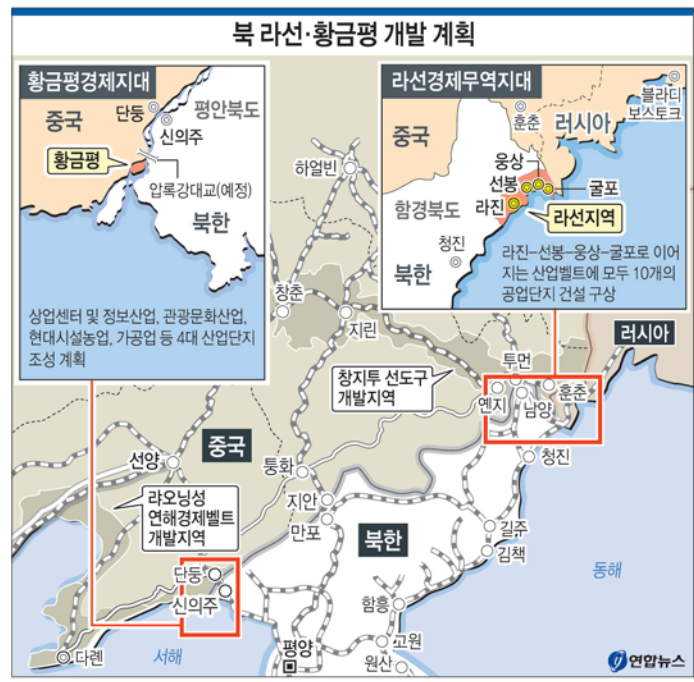 북 라선·황금평 개발 계획
황금평경제지대
중국
단둥
평안북도
신의주
황금평
압록강대교(예정)
북한
상업센터 및 정보산업, 관광문화산업,
현대시설농업, 가공업 등 4대 산업단지
조성 계획
라선경제무역지대
블라디
보스토크
훈춘
러시아
중국
웅상
선봉
굴포
라진
함경북도
라선지역
청진
북한
라진-선봉-웅상-굴포로 이어
지는 산업벨트에 모두 10개의
공업단지 건설 구상
하얼빈
창춘
지린
러시아
창지투 선도구
개발지역
투먼
옌지
훈춘
남양
중국
선양
퉁화
청진
랴오닝성
연해경제벨트
개발지역
지안
만포
북한
길주
김책
단둥
신의주
동해
함흥
고원
평양
원산
다롄
서해
연합뉴스